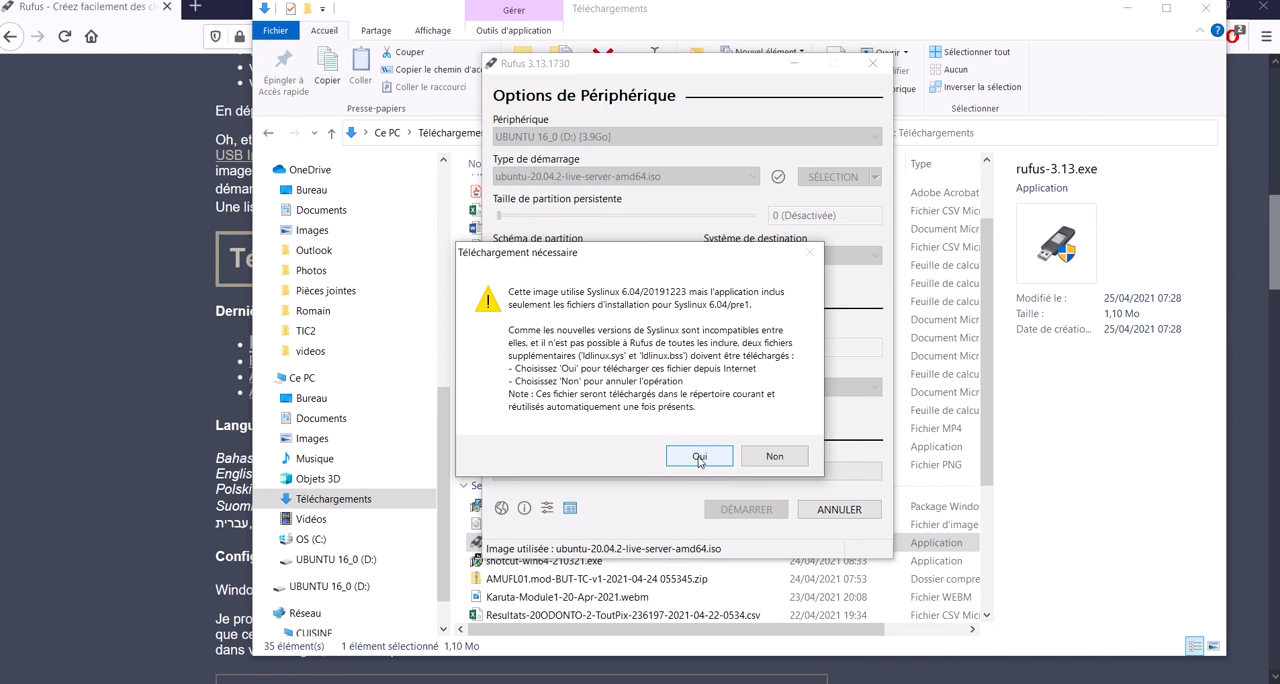 Rufus - Créez facilement des cl
Gérer
Téléchargements
Fichier
Accueil
Partage
Affichage
Outils d'application
Épingler à
Accès rapide
Copier
Coller
Couper
Copier le chemin d'acc
Coller le raccourci
Presse-papiers
Nouvel élément
Ouvrir
Sélectionner tout
Aucun
Inverser la sélection
Sélectionner
Ce PC
Téléchargeme
: Téléchargements
En dé
Oh, et
USB I
image
démar
Une lis
Té
Dernie
Langu
Bahas
Englis
Polski
Suom
עברית,
Config
Windo
Je pro
que ce
dans v
OneDrive
Bureau
Documents
Images
Outlook
Photos
Pièces jointes
Romain
TIC2
videos
Ce PC
Bureau
Documents
Images
Musique
Objets 3D
Téléchargements
Vidéos
OS (C:)
UBUNTU 16_0 (D:)
UBUNTU 16_0 (D:)
Réseau
CUISINE
35 élément(s)
1 élément sélectionné 1,10 Mo
Rufus 3.13.1730
Options de Périphérique
Périphérique
UBUNTU 16_0 (D:) [3.9Go]
Type de démarrage
ubuntu-20.04.2-live-server-amd64.iso
SÉLECTION
Taille de partition persistente
0 (Désactivée)
Schéma de partition
Système de destination
Téléchargement nécessaire
Cette image utilise Syslinux 6.04/20191223 mais l'application indus
seulement les fichiers d'installation pour Syslinux 6.04/pre1.
Comme les nouvelles versions de Syslinux sont incompatibles entre
elles, et il n'est pas possible à Rufus de toutes les indure, deux fichiers
supplémentaires ('ldlinux.sys' et 'ldlinux.bss') doivent être téléchargés :
- Choisissez 'Oui' pour télécharger ces fichier depuis Internet
- Choisissez 'Non' pour annuler l'opération
Note : Ces fichier seront téléchargés dans le répertoire courant et
réutilisés automatiquement une fois présents.
Oui
Non
DÉMARRER
ANNULER
Image utilisée : ubuntu-20.04.2-live-server-amd64.iso
shotcut-win64-210321.exe
24/04/2021 08:33
Application
AMUFL01.mod-BUT-TC-v1-2021-04-24 055345.zip
24/04/2021 07:53
Dossier compre
Karuta-Module1-20-Apr-2021.webm
23/04/2021 20:08
Fichier WEBM
Resultats-20ODONTO-2-ToutPix-236197-2021-04-22-0534.csv
22/04/2021 19:34
Fichier CSV Micr
Type
Adobe Acrobat
Fichier CSV Micr
Document Micr
Fichier CSV Micr
Feuille de calcu
Feuille de calcu
Feuille de calcu
Document Micr
Document Micr
Feuille de calcu
Document Micr
Feuille de calcu
Fichier MP4
Application
Fichier PNG
Package Windo
Fichier d'image
Application
rufus-3.13.exe
Application
Modifié le :
25/04/2021 07:28
Taille :
1,10 Mo
Date de créatio...
25/04/2021 07:28